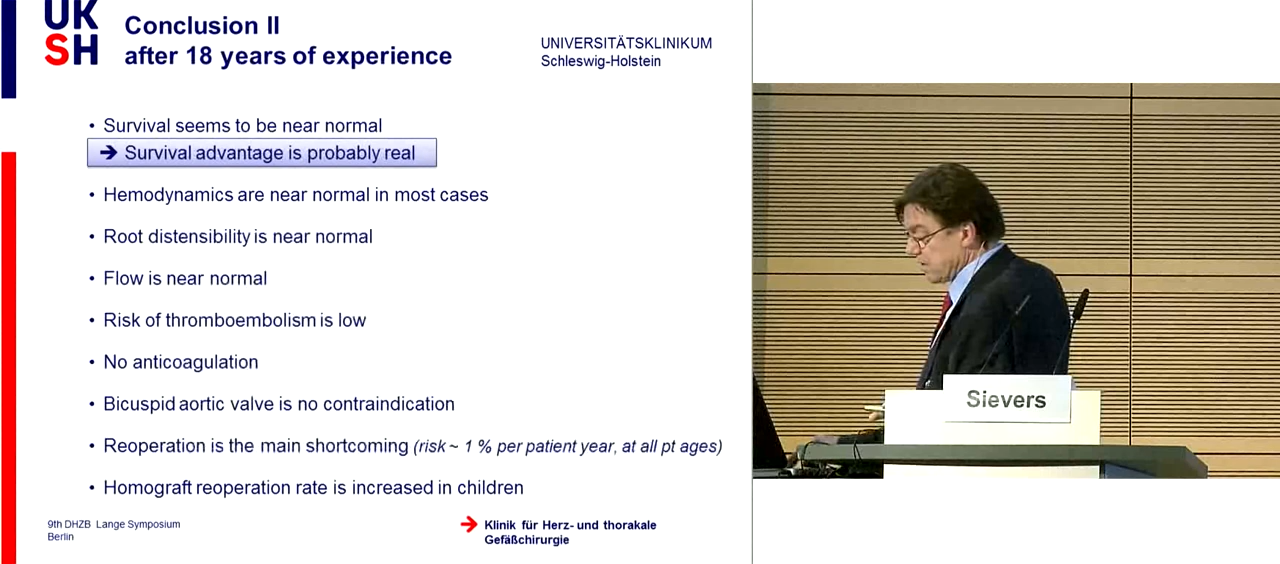 UK
SH
Conclusion II
after 18 years of experience
UNIVERSITÄTSKLINIKUM
Schleswig-Holstein
• Survival seems to be near normal
➔ Survival advantage is probably real
• Hemodynamics are near normal in most cases
• Root distensibility is near normal
• Flow is near normal
• Risk of thromboembolism is low
• No anticoagulation
• Bicuspid aortic valve is no contraindication
• Reoperation is the main shortcoming (risk ~ 1 % per patient year, at all pt ages)
• Homograft reoperation rate is increased in children
9th DHZB Lange Symposium
Berlin
➔ Klinik für Herz- und thorakale
Gefäßchirurgie
Sievers